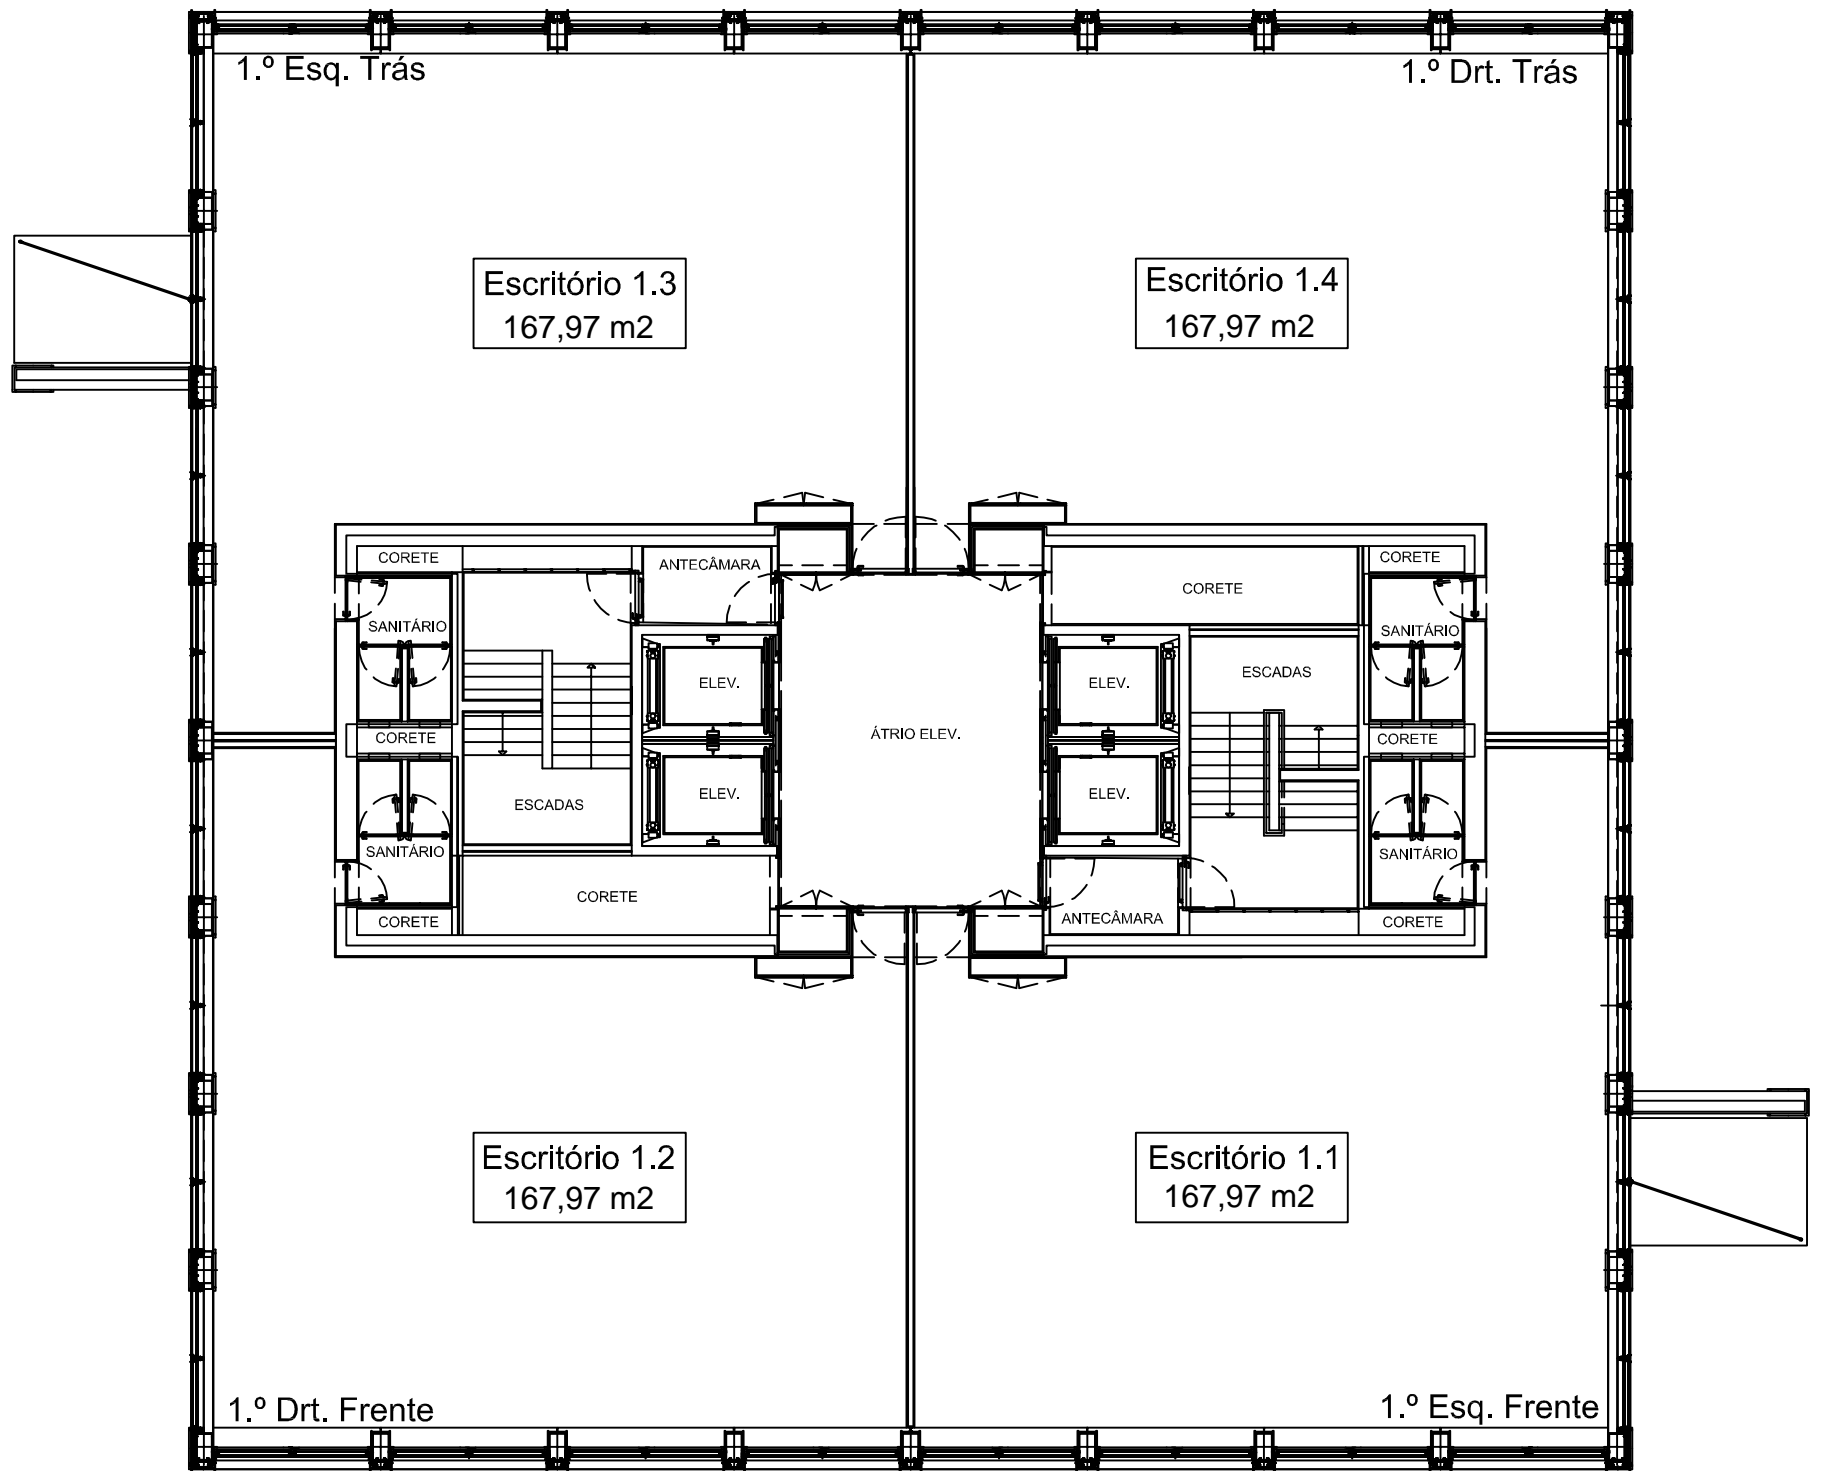 1.º Esq. Trás
1.º Drt. Trás
Escritório 1.3
167,97 m2
Escritório 1.4
167,97 m2
CORETE
ANTECÂMARA
CORETE
CORETE
SANITÁRIO
SANITÁRIO
ELEV.
ELEV.
ESCADAS
ÁTRIO ELEV.
CORETE
CORETE
ELEV.
ELEV.
ESCADAS
SANITÁRIO
SANITÁRIO
CORETE
CORETE
ANTECÂMARA
CORETE
Escritório 1.2
167,97 m2
Escritório 1.1
167,97 m2
1.º Drt. Frente
1.º Esq. Frente